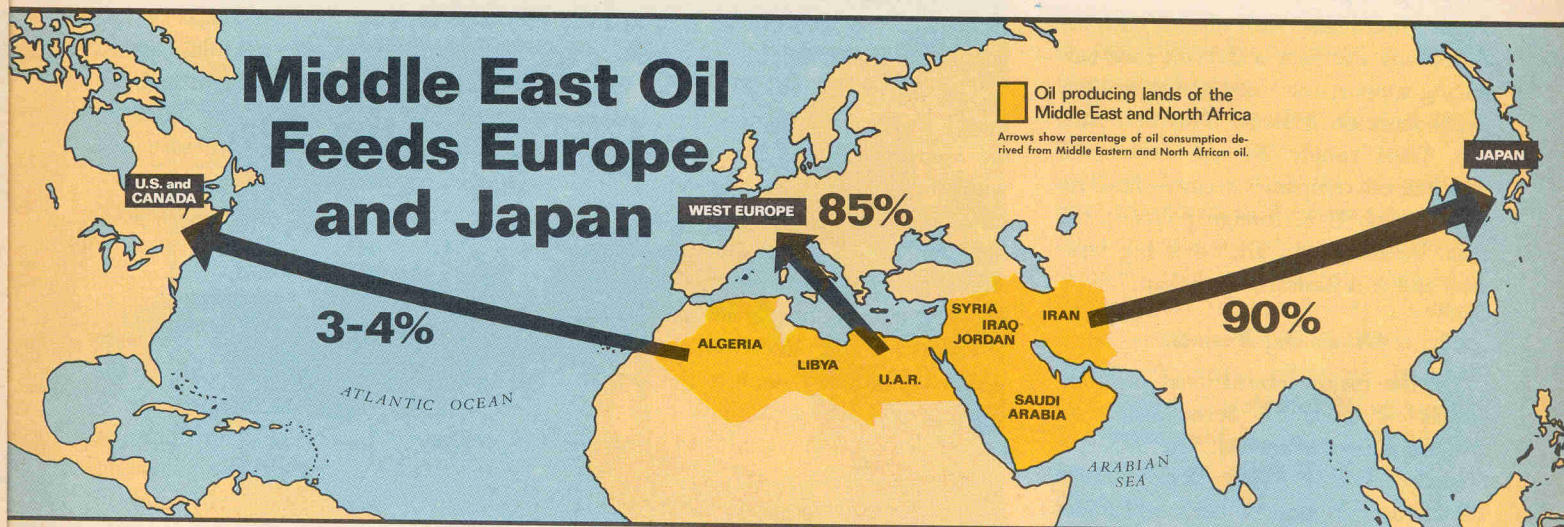 Middle East Oil
Feeds Europe
and Japan
Oil producing lands of the
Middle East and North Africa
Arrows show percentage of oil consumption de-
rived from Middle Eastern and North African oil.
JAPAN
U.S. and
CANADA
WEST EUROPE
85%
3-4%
90%
SYRIA
IRAQ
JORDAN
IRAN
ALGERIA
LIBYA
U.A.R.
SAUDI
ARABIA
ATLANTIC OCEAN
ARABIAN
SEA